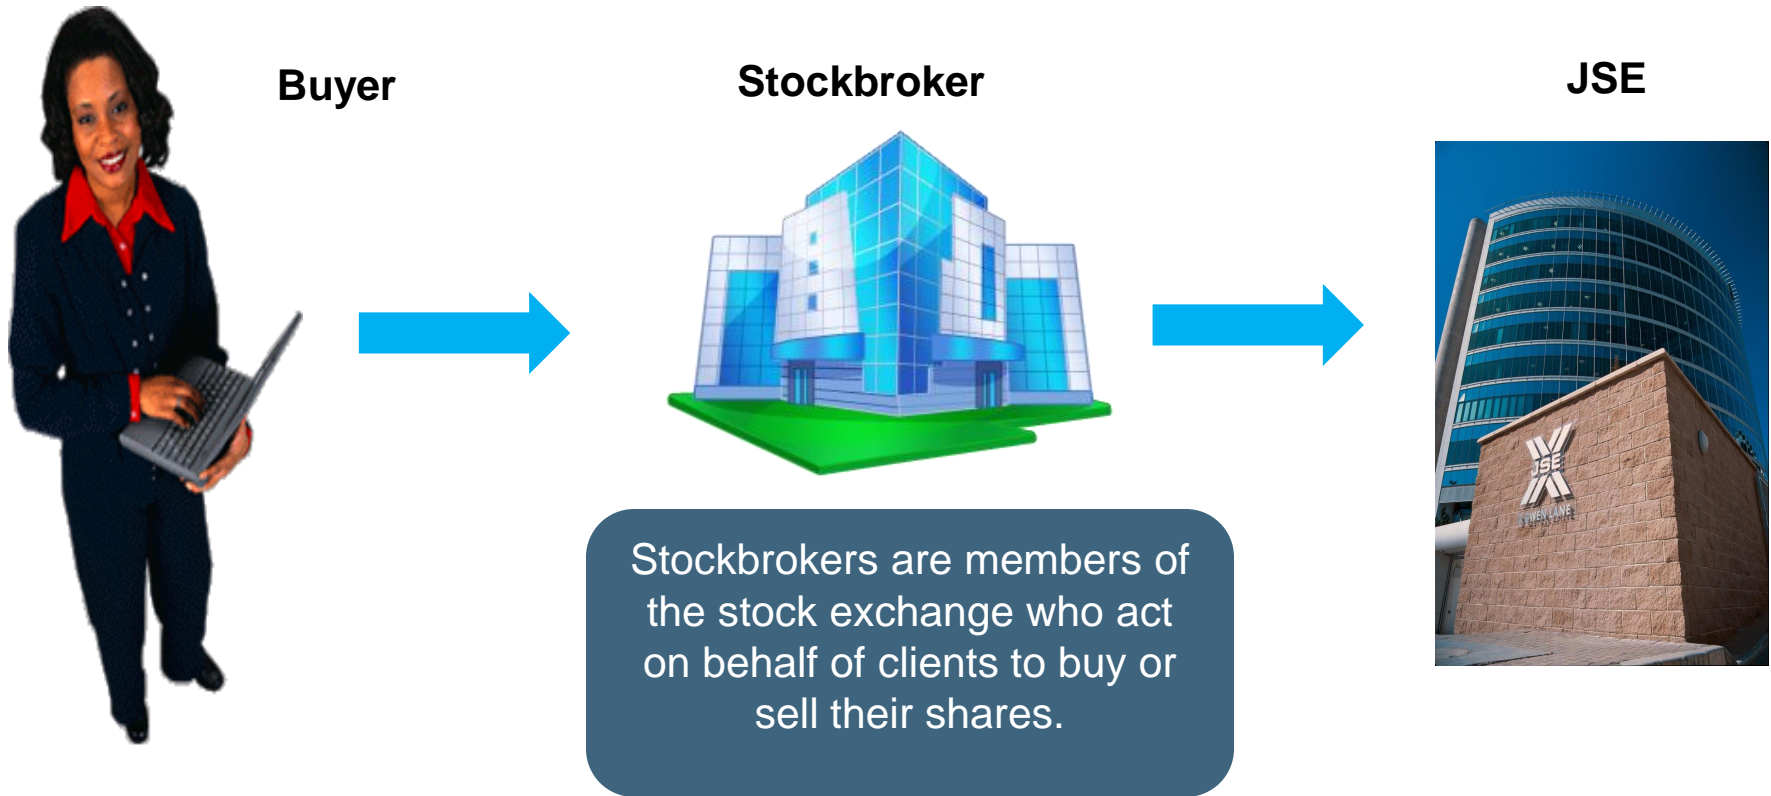 Buyer
Stockbroker
JSE
JSE
Stockbrokers are members of
the stock exchange who act
on behalf of clients to buy or
sell their shares.